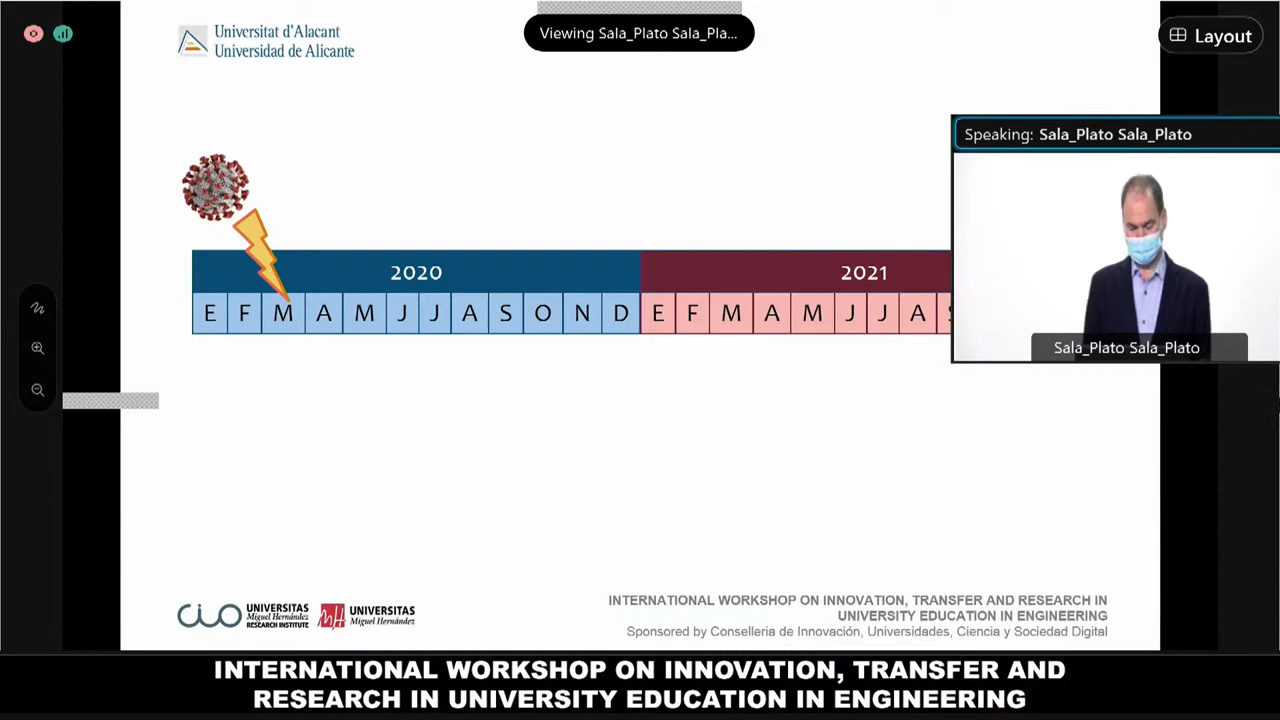 Universitat d'Alacant
Universidad de Alicante
Viewing Sala_Plato Sala_Pla...
Layout
Speaking: Sala_Plato Sala_Plato
2020
2021
E F M A M J J A S O N D E F M A M J J A
Sala_Plato Sala_Plato
CIO
UNIVERSITAS
Miguel Hernández
RESEARCH INSTITUTE
UNIVERSITAS
Miguel Hernández
INTERNATIONAL WORKSHOP ON INNOVATION, TRANSFER AND RESEARCH IN
UNIVERSITY EDUCATION IN ENGINEERING
Sponsored by Conselleria de Innovación, Universidades, Ciencia y Sociedad Digital
INTERNATIONAL WORKSHOP ON INNOVATION, TRANSFER AND
RESEARCH IN UNIVERSITY EDUCATION IN ENGINEERING